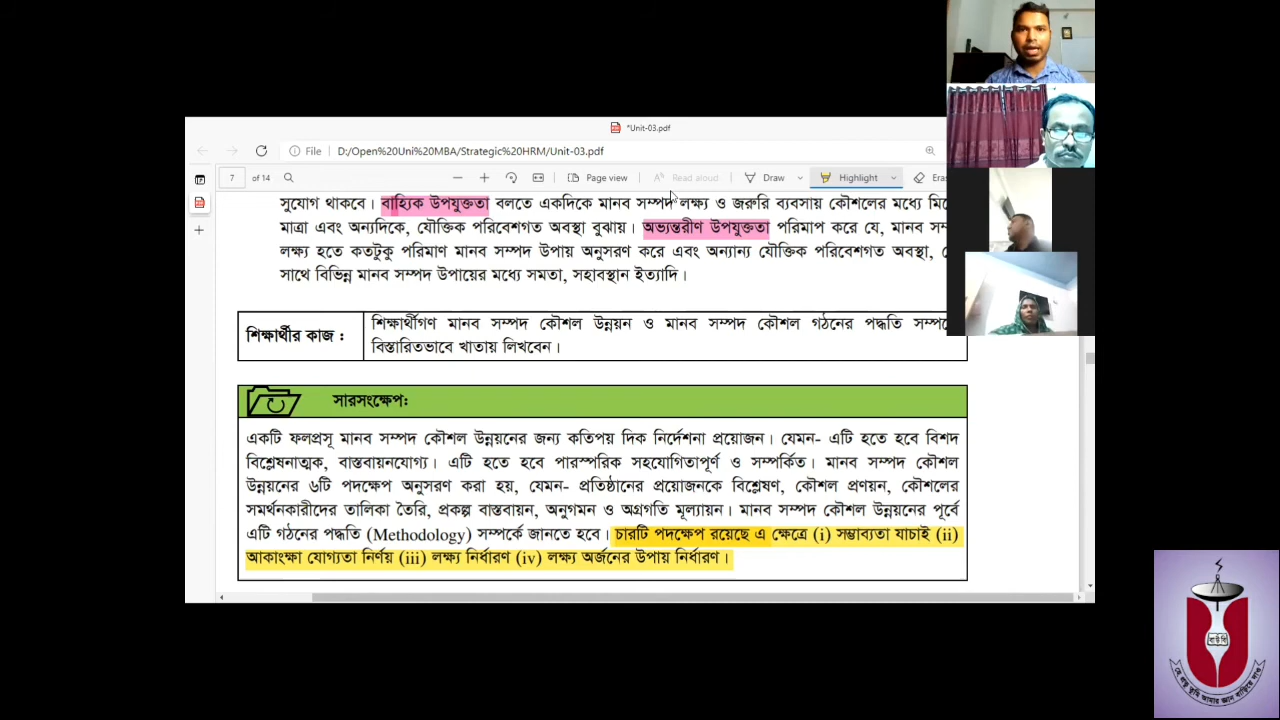 *Unit-03.pdf
File D:/Open%20Uni%20MBA/Strategic%20HRM/Unit-03.pdf
7 of 14 Page view Read aloud Draw Highlight
সুযোগ থাকবে। বাহ্যিক উপযুক্ততা বলতে একদিকে মানব সম্পদ লক্ষ্য ও জরুরি ব্যবসায় কৌশলের মধ্যে
মাত্রা এবং অন্যদিকে, যৌক্তিক পরিবেশগত অবস্থা বুঝায়। অভ্যন্তরীণ উপযুক্ততা পরিমাপ করে যে, মানব
লক্ষ্য হতে কতটুকু পরিমাণ মানব সম্পদ উপায় অনুসরণ করে এবং অন্যান্য যৌক্তিক পরিবেশগত অবস্থা,
সাথে বিভিন্ন মানব সম্পদ উপায়ের মধ্যে সমতা, সহাবস্থান ইত্যাদি।
শিক্ষার্থীর কাজ : শিক্ষার্থীগণ মানব সম্পদ কৌশল উন্নয়ন ও মানব সম্পদ কৌশল গঠনের পদ্ধতি
বিস্তারিতভাবে খাতায় লিখবেন।
সারসংক্ষেপ:
একটি ফলপ্রসূ মানব সম্পদ কৌশল উন্নয়নের জন্য কতিপয় দিক নির্দেশনা প্রয়োজন। যেমন- এটি হতে হবে বিশদ
বিশ্লেষনাত্মক, বাস্তবায়নযোগ্য। এটি হতে হবে পারস্পরিক সহযোগিতাপূর্ণ ও সম্পর্কিত। মানব সম্পদ কৌশল
উন্নয়নের ৬টি পদক্ষেপ অনুসরণ করা হয়, যেমন- প্রতিষ্ঠানের প্রয়োজনকে বিশ্লেষণ, কৌশল প্রণয়ন, কৌশলের
সমর্থনকারীদের তালিকা তৈরি, প্রকল্প বাস্তবায়ন, অনুগমন ও অগ্রগতি মূল্যায়ন। মানব সম্পদ কৌশল উন্নয়নের পূর্বে
এটি গঠনের পদ্ধতি (Methodology) সম্পর্কে জানতে হবে। চারটি পদক্ষেপ রয়েছে এ ক্ষেত্রে (i) সম্ভাব্যতা যাচাই (ii)
আকাংক্ষা যোগ্যতা নির্ণয় (iii) লক্ষ্য নির্ধারণ (iv) লক্ষ্য অর্জনের উপায় নির্ধারণ।
বাউবি